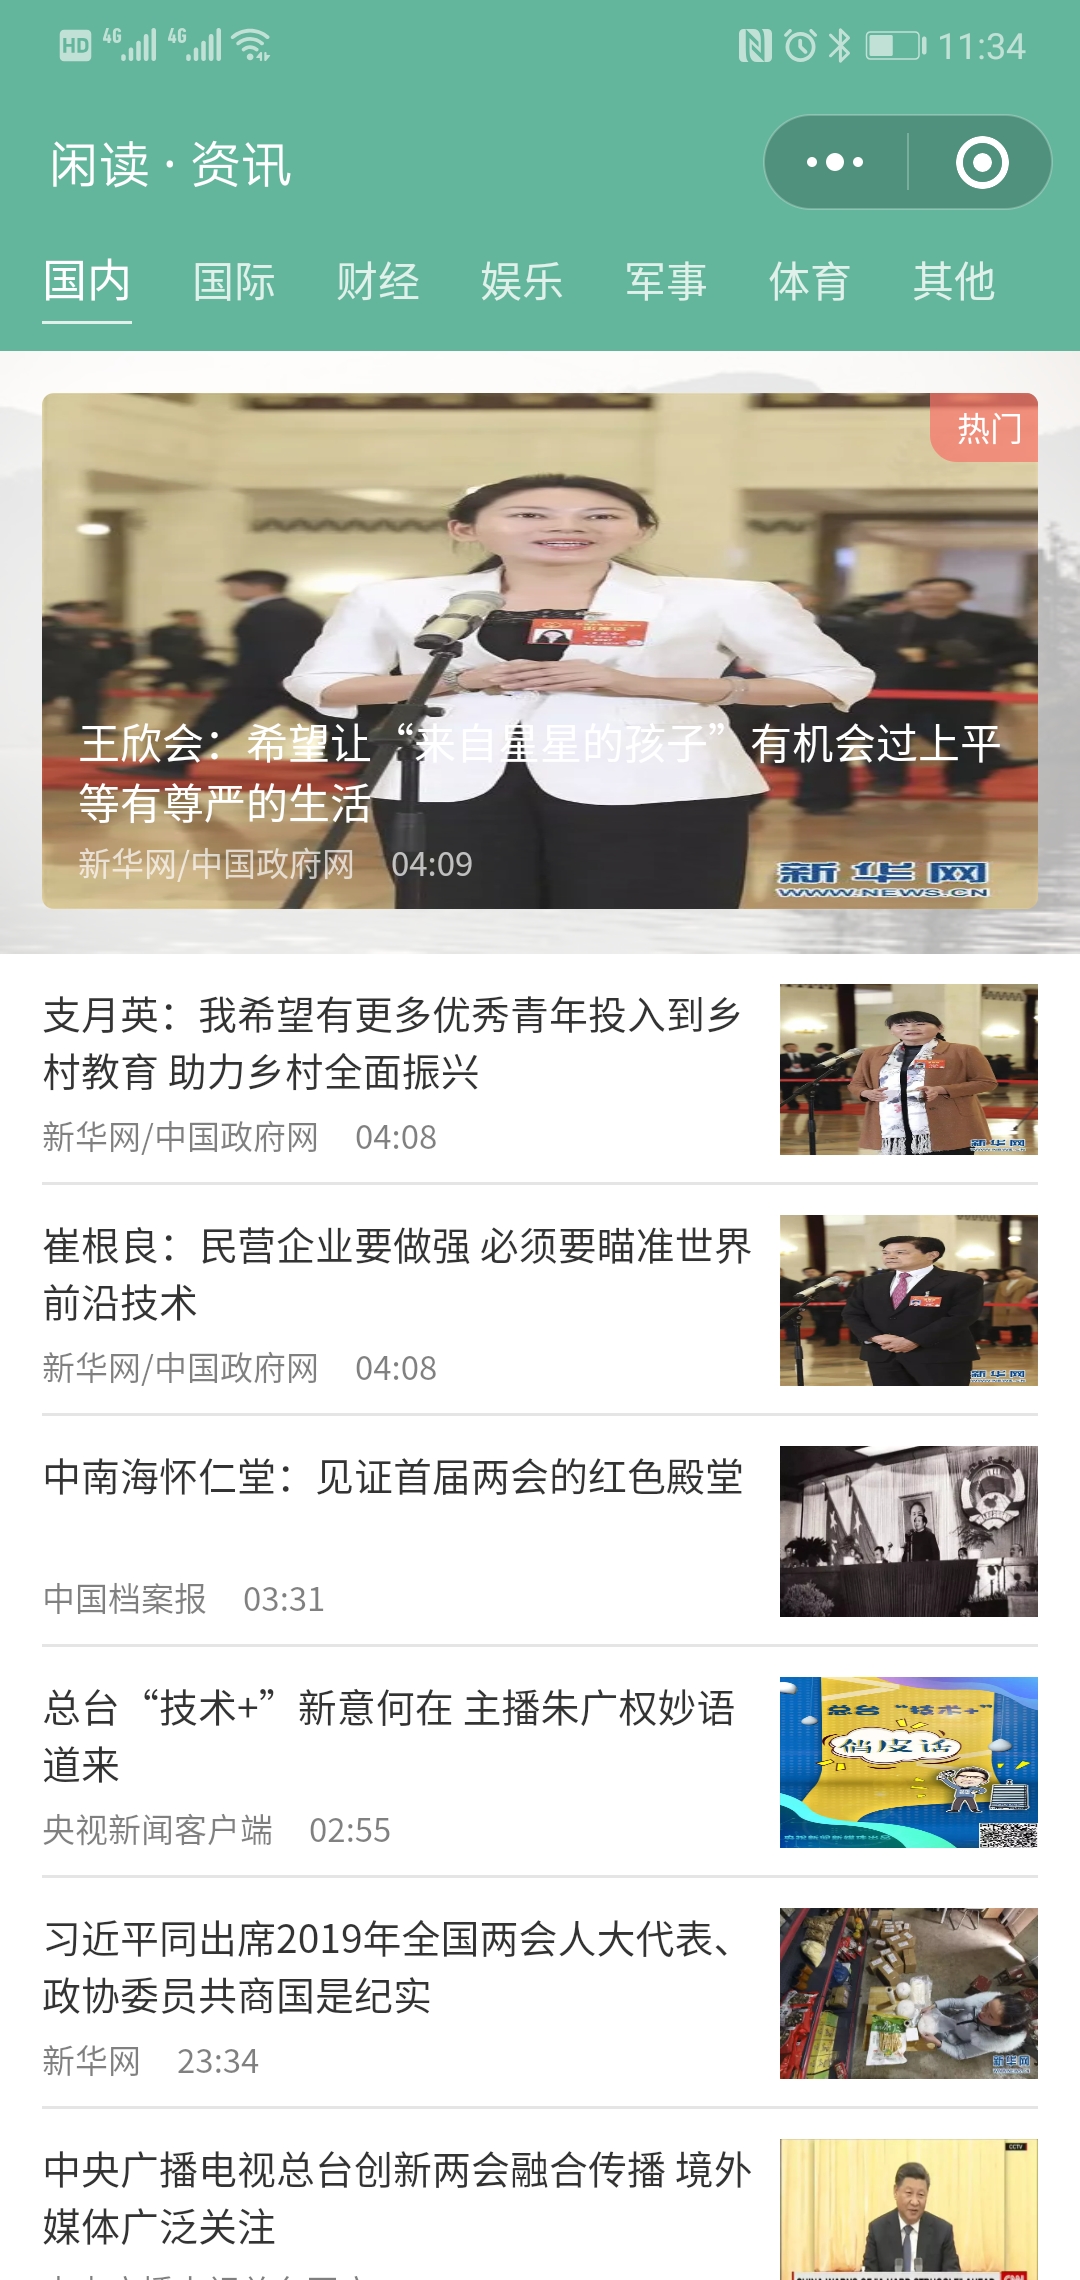 HD 4G 4G 11:34
闲读 · 资讯
国内 国际 财经 娱乐 军事 体育 其他
热门
王欣会：希望让“来自星星的孩子”有机会过上平
等有尊严的生活
新华网/中国政府网 04:09
新华网
WWW.NEWS.CN
支月英：我希望有更多优秀青年投入到乡
村教育 助力乡村全面振兴
新华网/中国政府网 04:08
新华网
崔根良：民营企业要做强 必须要瞄准世界
前沿技术
新华网/中国政府网 04:08
新华网
中南海怀仁堂：见证首届两会的红色殿堂
中国档案报 03:31
总台“技术+”新意何在 主播朱广权妙语
道来
央视新闻客户端 02:55
总台“技术+”
俏皮话
习近平同出席2019年全国两会人大代表、
政协委员共商国是纪实
新华网 23:34
新华网
中央广播电视总台创新两会融合传播 境外
媒体广泛关注
CCTV